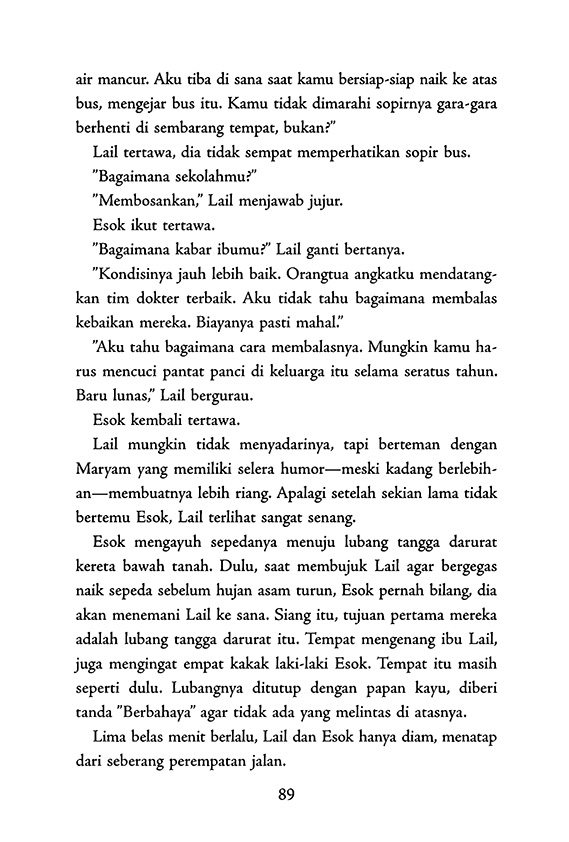 air mancur. Aku tiba di sana saat kamu bersiap-siap naik ke atas
bus, mengejar bus itu. Kamu tidak dimarahi sopirnya gara-gara
berhenti di sembarang tempat, bukan?”
Lail tertawa, dia tidak sempat memperhatikan sopir bus.
”Bagaimana sekolahmu?”
”Membosankan,” Lail menjawab jujur.
Esok ikut tertawa.
”Bagaimana kabar ibumu?” Lail ganti bertanya.
”Kondisinya jauh lebih baik. Orangtua angkatku mendatang-
kan tim dokter terbaik. Aku tidak tahu bagaimana membalas
kebaikan mereka. Biayanya pasti mahal.”
”Aku tahu bagaimana cara membalasnya. Mungkin kamu ha-
rus mencuci pantat panci di keluarga itu selama seratus tahun.
Baru lunas,” Lail bergurau.
Esok kembali tertawa.
Lail mungkin tidak menyadarinya, tapi berteman dengan
Maryam yang memiliki selera humor—meski kadang berlebih-
an—membuatnya lebih riang. Apalagi setelah sekian lama tidak
bertemu Esok, Lail terlihat sangat senang.
Esok mengayuh sepedanya menuju lubang tangga darurat
kereta bawah tanah. Dulu, saat membujuk Lail agar bergegas
naik sepeda sebelum hujan asam turun, Esok pernah bilang, dia
akan menemani Lail ke sana. Siang itu, tujuan pertama mereka
adalah lubang tangga darurat itu. Tempat mengenang ibu Lail,
juga mengingat empat kakak laki-laki Esok. Tempat itu masih
seperti dulu. Lubangnya ditutup dengan papan kayu, diberi
tanda ”Berbahaya” agar tidak ada yang melintas di atasnya.
Lima belas menit berlalu, Lail dan Esok hanya diam, menatap
dari seberang perempatan jalan.
89